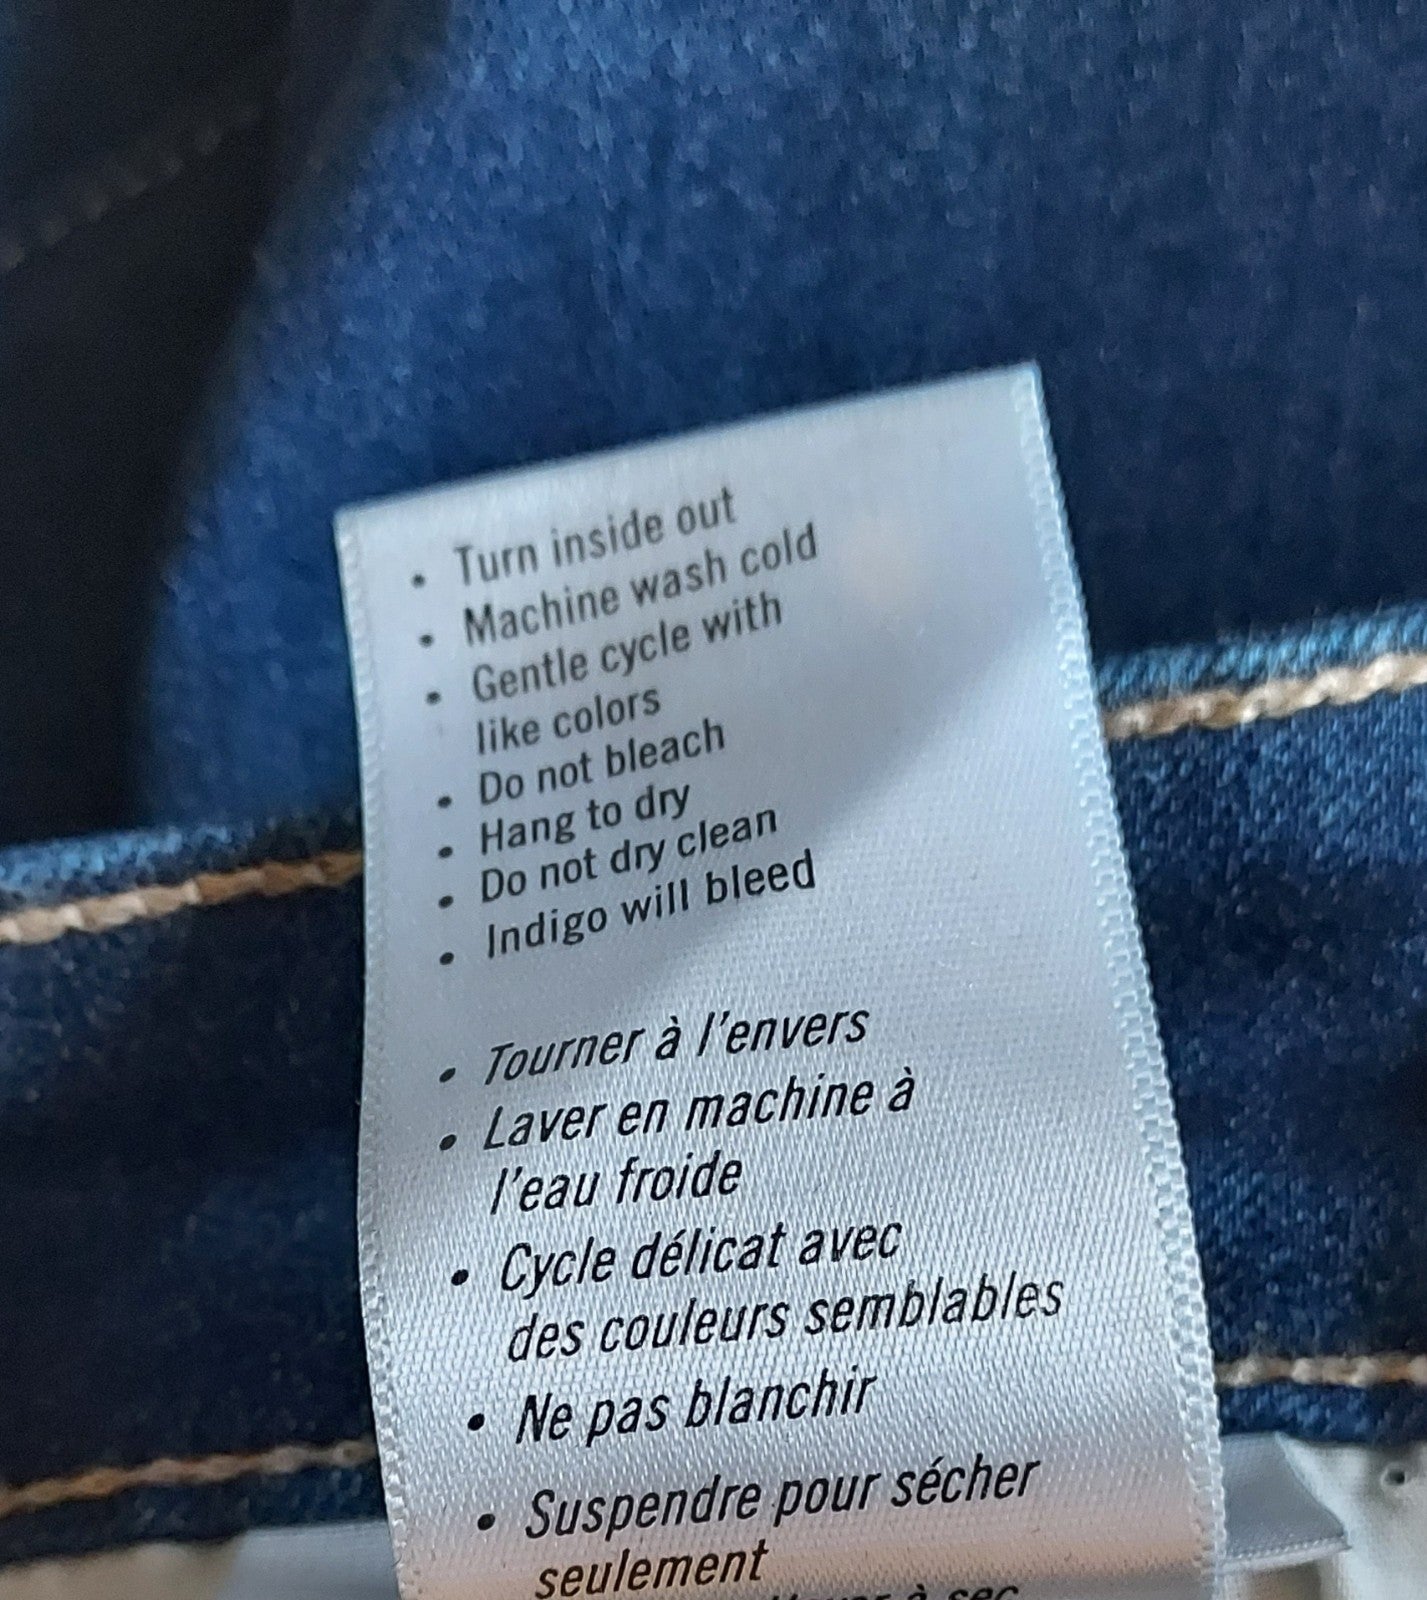 • Turn inside out
• Machine wash cold
• Gentle cycle with
like colors
• Do not bleach
• Hang to dry
• Do not dry clean
• Indigo will bleed
• Tourner à l'envers
• Laver en machine à
l'eau froide
• Cycle délicat avec
des couleurs semblables
• Ne pas blanchir
• Suspendre pour sécher
seulement
à sec